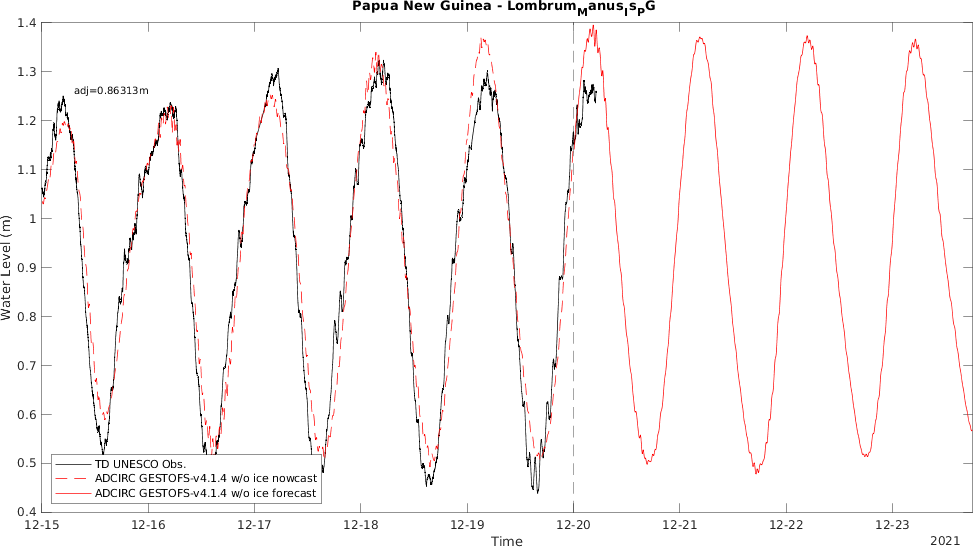 Papua New Guinea - LombrumManusIsPG
1.4
1.3
1.2
1.1
1
0.9
0.8
0.7
0.6
0.5
0.4
Water Level (m)
adj=0.86313m
TD UNESCO Obs.
ADCIRC GESTOFS-v4.1.4 w/o ice nowcast
ADCIRC GESTOFS-v4.1.4 w/o ice forecast
12-15 12-16 12-17 12-18 12-19 12-20 12-21 12-22 12-23
Time
2021